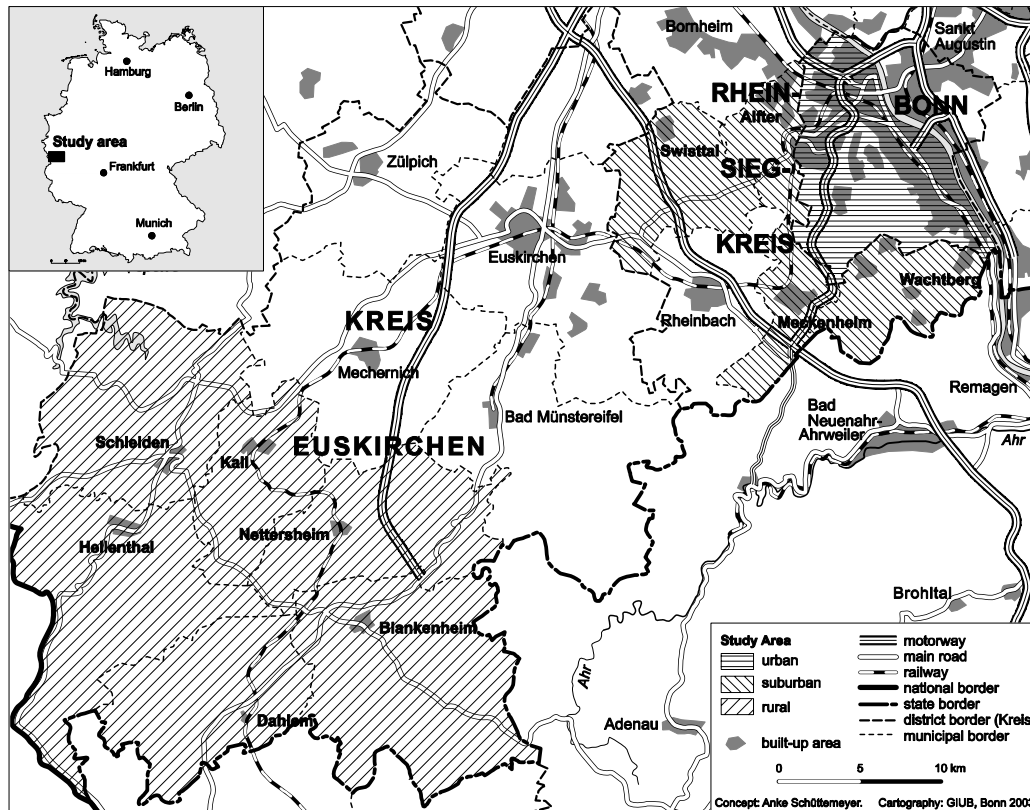 Hamburg
Berlin
Study area
Frankfurt
Munich
Bornheim
Sankt
Augustin
RHEIN-
Alfter
BONN
Zülpich
Swisttal
SIEG-
Euskirchen
KREIS
Wachtberg
Rheinbach
Meckenheim
KREIS
Mechernich
Remagen
Bad Münstereifel
Bad
Neuenahr-
Ahrweiler
Ahr
Schleiden
Kall
EUSKIRCHEN
Nettersheim
Hellenthal
Brohltal
Blankenheim
Ahr
Dahlem
Adenau
Study Area
urban
suburban
rural
built-up area
motorway
main road
railway
national border
state border
district border (Kreis
municipal border
0 5 10 km
Concept: Anke Schüttemeyer. Cartography: GIUB, Bonn